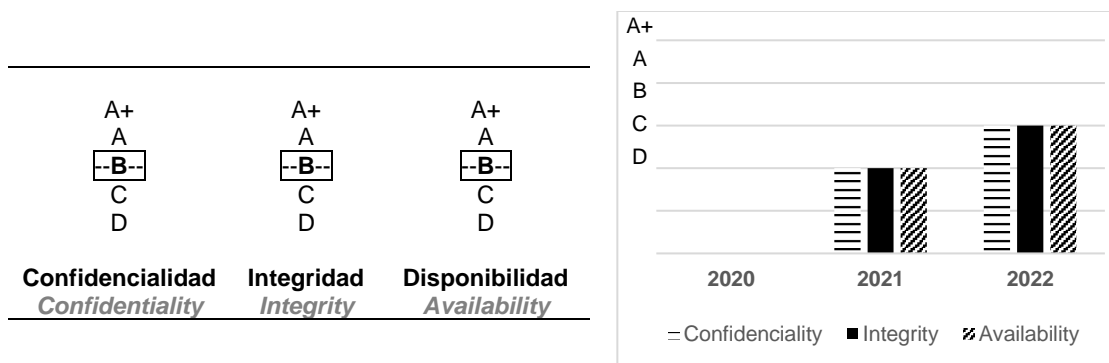 A+ A+ A+
A A A
--B-- --B-- --B--
C C C
D D D
Confidencialidad Integridad Disponibilidad
Confidentiality Integrity Availability
A+
A
B
C
D
2020 2021 2022
Confidenciality Integrity Availability